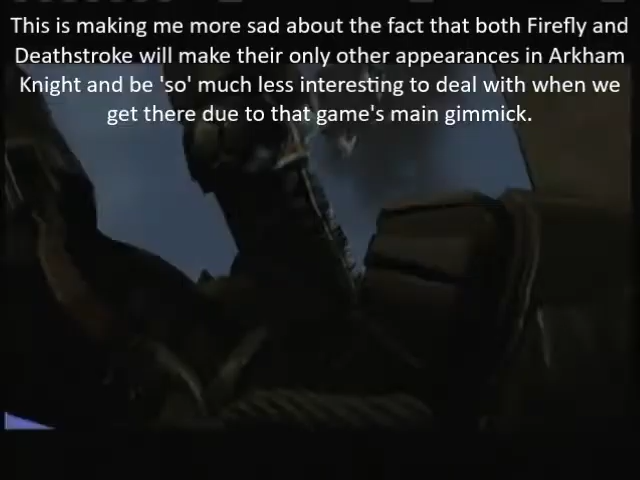 This is making me more sad about the fact that both Firefly and
Deathstroke will make their only other appearances in Arkham
Knight and be 'so' much less interesting to deal with when we
get there due to that game's main gimmick.